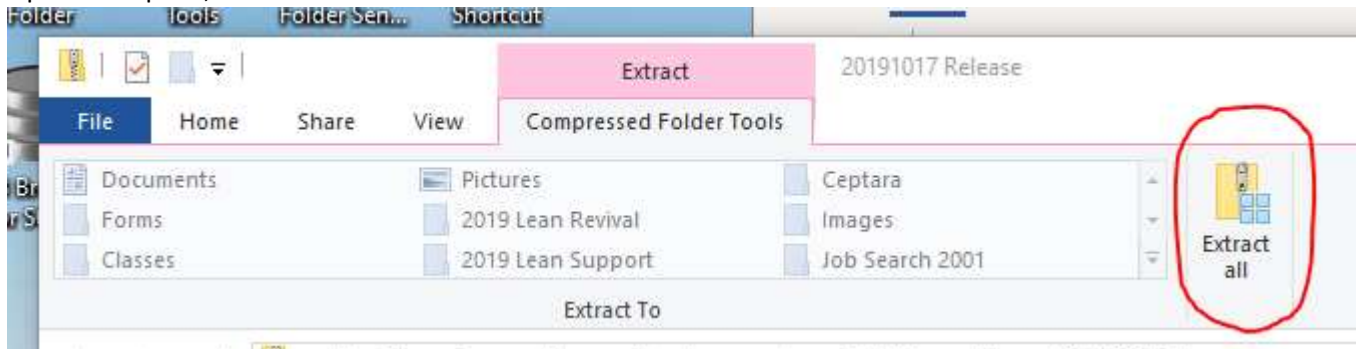 Folder Tools Folder Sen... Shortcut
Extract 20191017 Release
File Home Share View Compressed Folder Tools
Documents Pictures Ceptara
Forms 2019 Lean Revival Images
Classes 2019 Lean Support Job Search 2001
Extract
all
Extract To